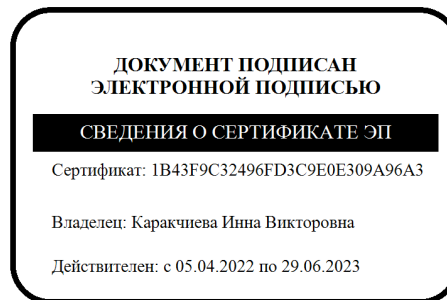 ДОКУМЕНТ ПОДПИСАН
ЭЛЕКТРОННОЙ ПОДПИСЬЮ
СВЕДЕНИЯ О СЕРТИФИКАТЕ ЭП
Сертификат: 1B43F9C32496FD3C9E0E309A96A3
Владелец: Каракчиева Инна Викторовна
Действителен: с 05.04.2022 по 29.06.2023